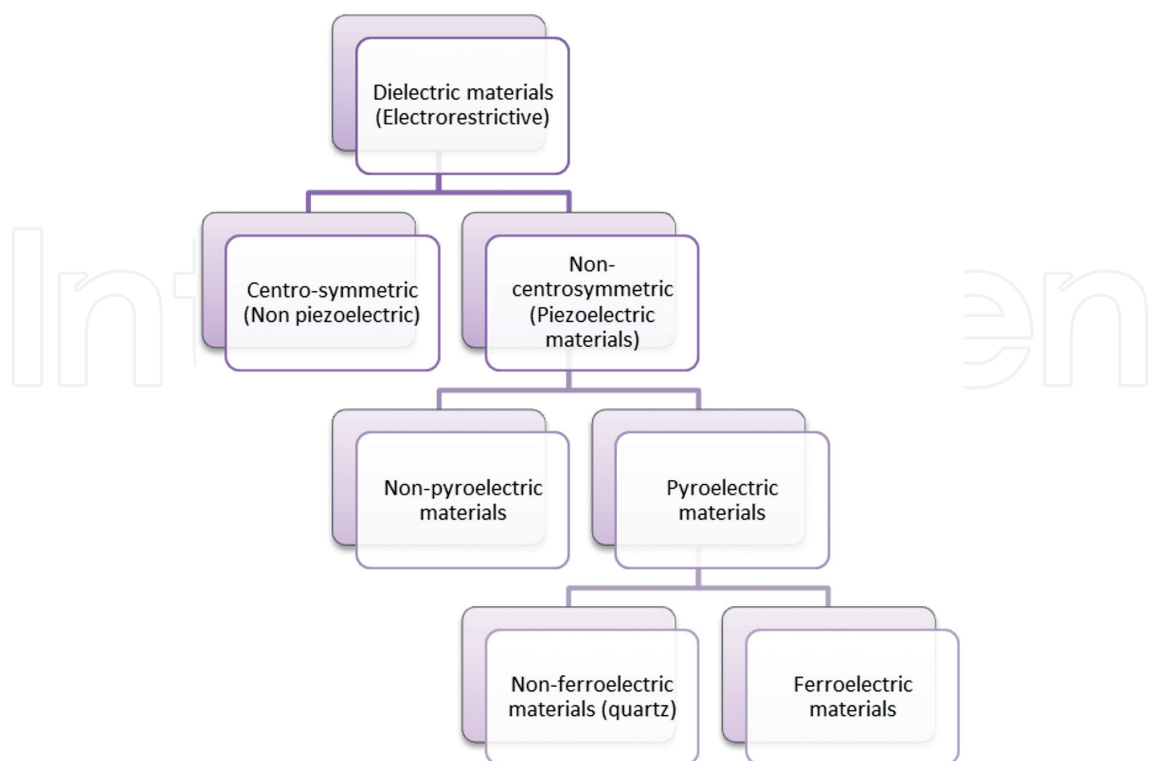 Dielectric materials
(Electrorestrictive)
Centro-symmetric
(Non piezoelectric)
Non-
centrosymmetric
(Piezoelectric
materials)
Non-pyroelectric
materials
Pyroelectric
materials
Non-ferroelectric
materials (quartz)
Ferroelectric
materials